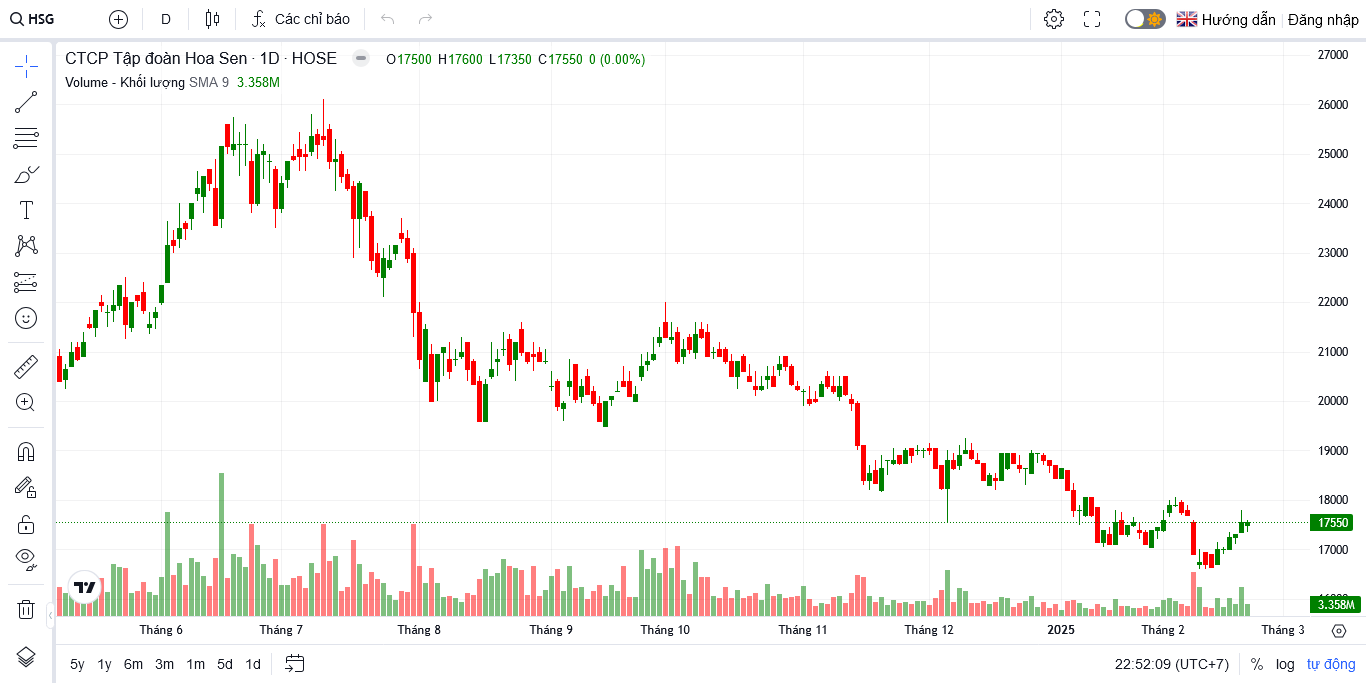 HSG D Các chỉ báo Hướng dẫn Đăng nhập
CTCP Tập đoàn Hoa Sen · 1D · HOSE O17500 H17600 L17350 C17550 0 (0.00%)
Volume - Khối lượng SMA 9 3.358M
27000
26000
25000
24000
23000
22000
21000
20000
19000
18000
17550
17000
3.358M
Tháng 6 Tháng 7 Tháng 8 Tháng 9 Tháng 10 Tháng 11 Tháng 12 2025 Tháng 2 Tháng 3
5y 1y 6m 3m 1m 5d 1d 22:52:09 (UTC+7) % log tự động